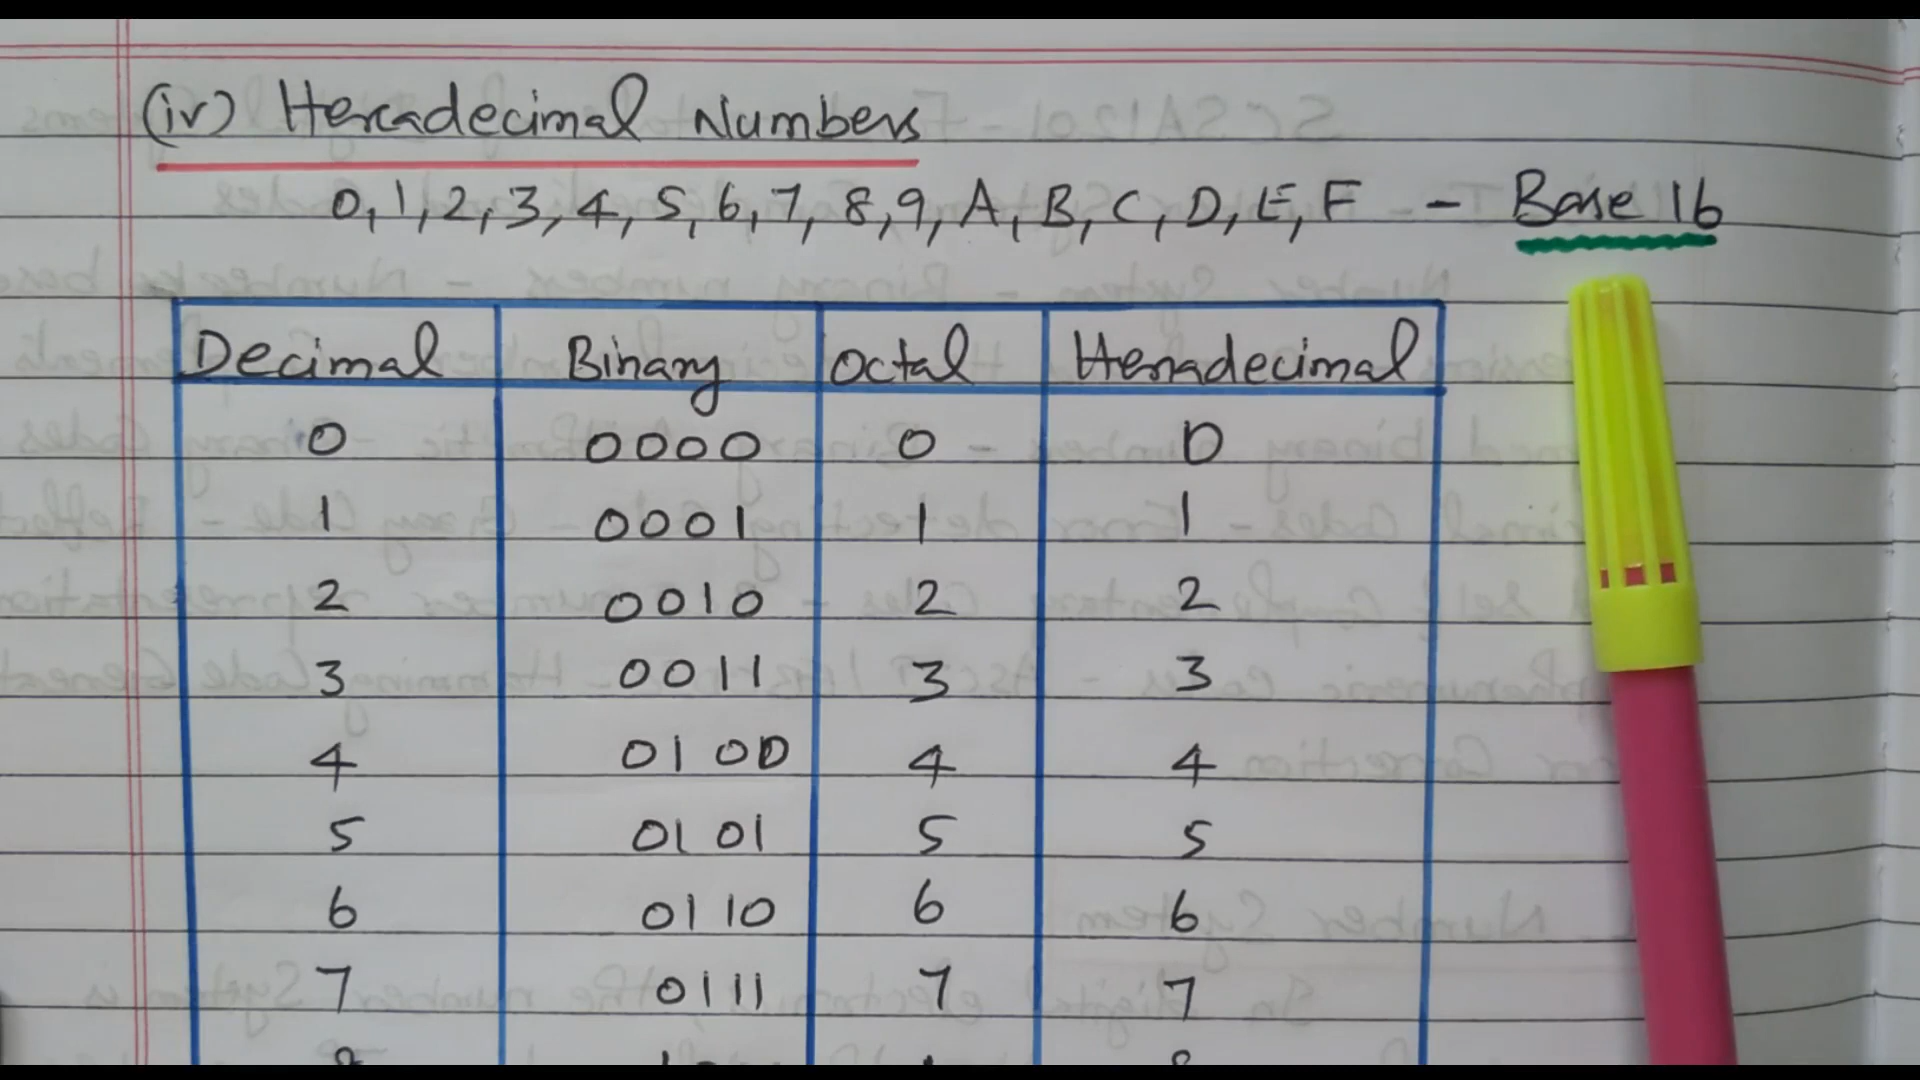 (iv) Hexadecimal Numbers
0, 1, 2, 3, 4, 5, 6, 7, 8, 9, A, B, C, D, E, F - Base 16
Decimal Binary Octal Hexadecimal
0 0000 0 0
1 0001 1 1
2 0010 2 2
3 0011 3 3
4 0100 4 4
5 0101 5 5
6 0110 6 6
7 0111 7 7